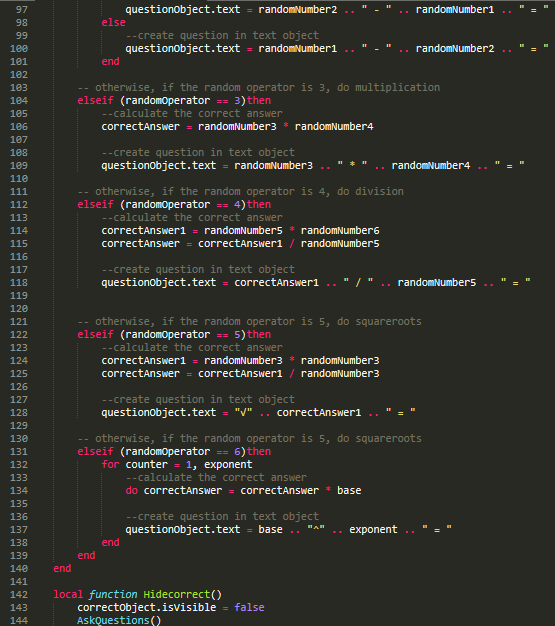 97 questionObject.text = randomNumber2 .. " - " .. randomNumber1 .. " = "
98 else
99 --create question in text object
100 questionObject.text = randomNumber1 .. " - " .. randomNumber2 .. " = "
101 end
102
103 -- otherwise, if the random operator is 3, do multiplication
104 elseif (randomOperator == 3)then
105 --calculate the correct answer
106 correctAnswer = randomNumber3 * randomNumber4
107
108 --create question in text object
109 questionObject.text = randomNumber3 .. " * " .. randomNumber4 .. " = "
110
111 -- otherwise, if the random operator is 4, do division
112 elseif (randomOperator == 4)then
113 --calculate the correct answer
114 correctAnswer1 = randomNumber5 * randomNumber6
115 correctAnswer = correctAnswer1 / randomNumber5
116
117 --create question in text object
118 questionObject.text = correctAnswer1 .. " / " .. randomNumber5 .. " = "
119
120
121 -- otherwise, if the random operator is 5, do squareroots
122 elseif (randomOperator == 5)then
123 --calculate the correct answer
124 correctAnswer1 = randomNumber3 * randomNumber3
125 correctAnswer = correctAnswer1 / randomNumber3
126
127 --create question in text object
128 questionObject.text = "√" .. correctAnswer1 .. " = "
129
130 -- otherwise, if the random operator is 5, do squareroots
131 elseif (randomOperator == 6)then
132 for counter = 1, exponent
133 --calculate the correct answer
134 do correctAnswer = correctAnswer * base
135
136 --create question in text object
137 questionObject.text = base .. "^" .. exponent .. " = "
138 end
139 end
140 end
141
142 local function Hidecorrect()
143 correctObject.isVisible = false
144 AskQuestions()